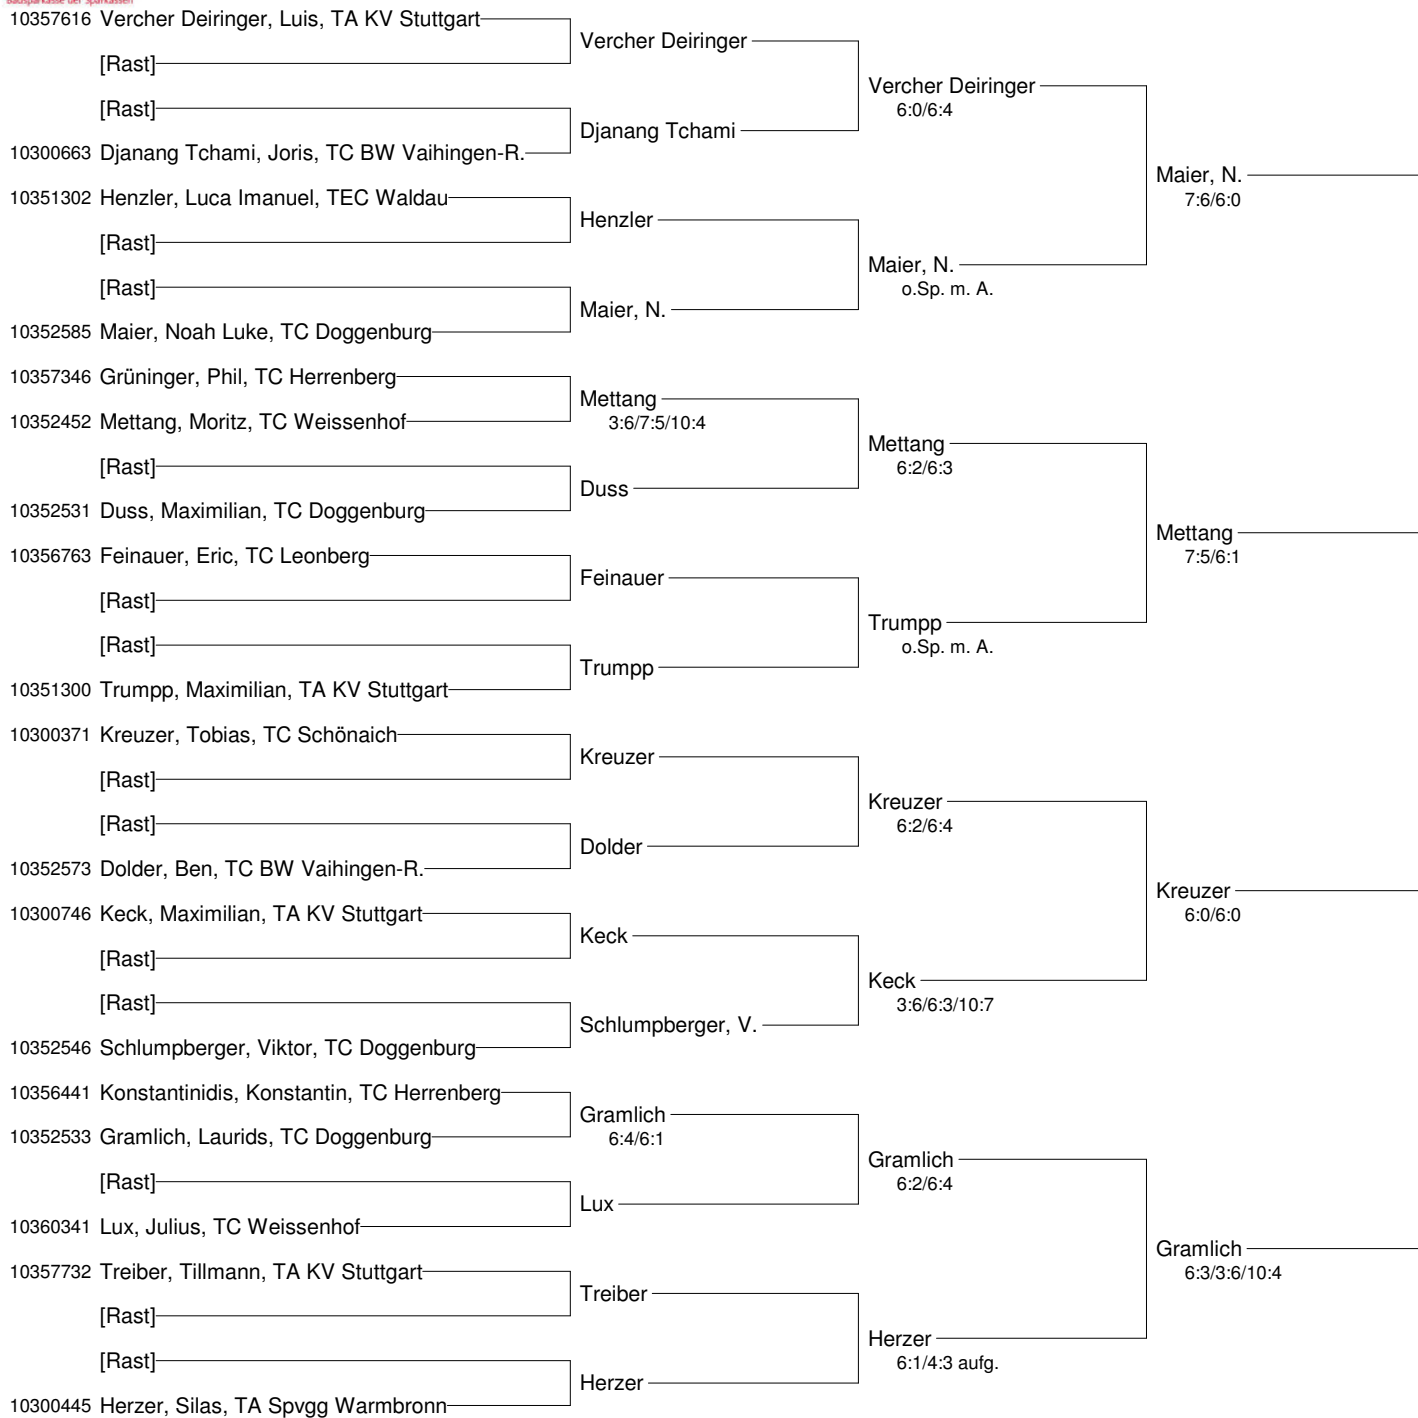 Bausparkasse der Sparkassen
10357616 Vercher Deiringer, Luis, TA KV Stuttgart
[Rast]
[Rast]
10300663 Djanang Tchami, Joris, TC BW Vaihingen-R.
10351302 Henzler, Luca Imanuel, TEC Waldau
[Rast]
[Rast]
10352585 Maier, Noah Luke, TC Doggenburg
10357346 Grüninger, Phil, TC Herrenberg
10352452 Mettang, Moritz, TC Weissenhof
[Rast]
10352531 Duss, Maximilian, TC Doggenburg
10356763 Feinauer, Eric, TC Leonberg
[Rast]
[Rast]
10351300 Trumpp, Maximilian, TA KV Stuttgart
10300371 Kreuzer, Tobias, TC Schönaich
[Rast]
[Rast]
10352573 Dolder, Ben, TC BW Vaihingen-R.
10300746 Keck, Maximilian, TA KV Stuttgart
[Rast]
[Rast]
10352546 Schlumpberger, Viktor, TC Doggenburg
10356441 Konstantinidis, Konstantin, TC Herrenberg
10352533 Gramlich, Laurids, TC Doggenburg
[Rast]
10360341 Lux, Julius, TC Weissenhof
10357732 Treiber, Tillmann, TA KV Stuttgart
[Rast]
[Rast]
10300445 Herzer, Silas, TA Spvgg Warmbronn
Vercher Deiringer
Djanang Tchami
Henzler
Maier, N.
Mettang
3:6/7:5/10:4
Duss
Feinauer
Trumpp
Kreuzer
Dolder
Keck
Schlumpberger, V.
Gramlich
6:4/6:1
Lux
Treiber
Herzer
Vercher Deiringer
6:0/6:4
Maier, N.
o.Sp. m. A.
Mettang
6:2/6:3
Trumpp
o.Sp. m. A.
Kreuzer
6:2/6:4
Keck
3:6/6:3/10:7
Gramlich
6:2/6:4
Herzer
6:1/4:3 aufg.
Maier, N.
7:6/6:0
Mettang
7:5/6:1
Kreuzer
6:0/6:0
Gramlich
6:3/3:6/10:4